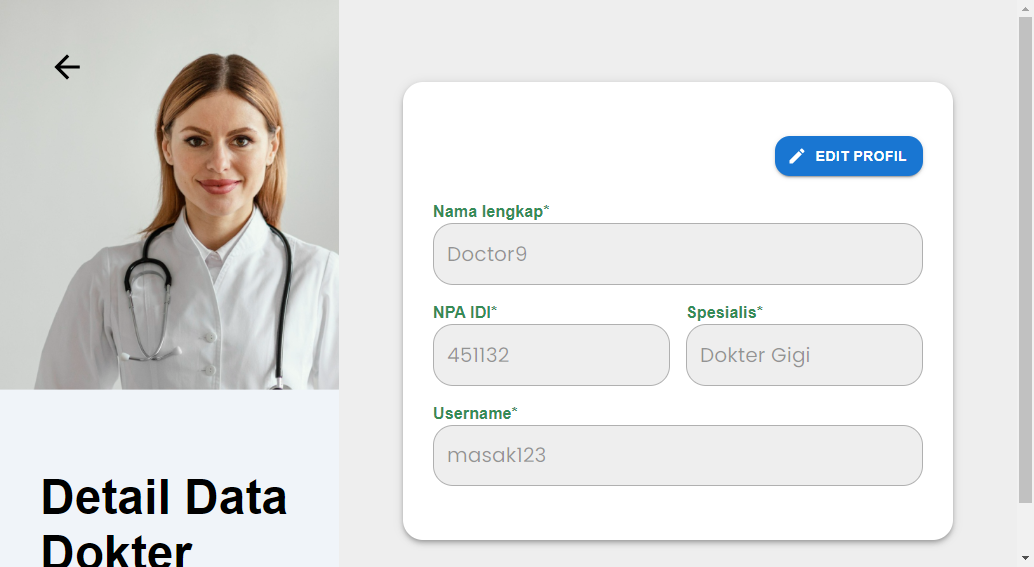 EDIT PROFIL
Nama lengkap*
Doctor9
NPA IDI*
Spesialis*
451132
Dokter Gigi
Username*
masak123
Detail Data
Dokter